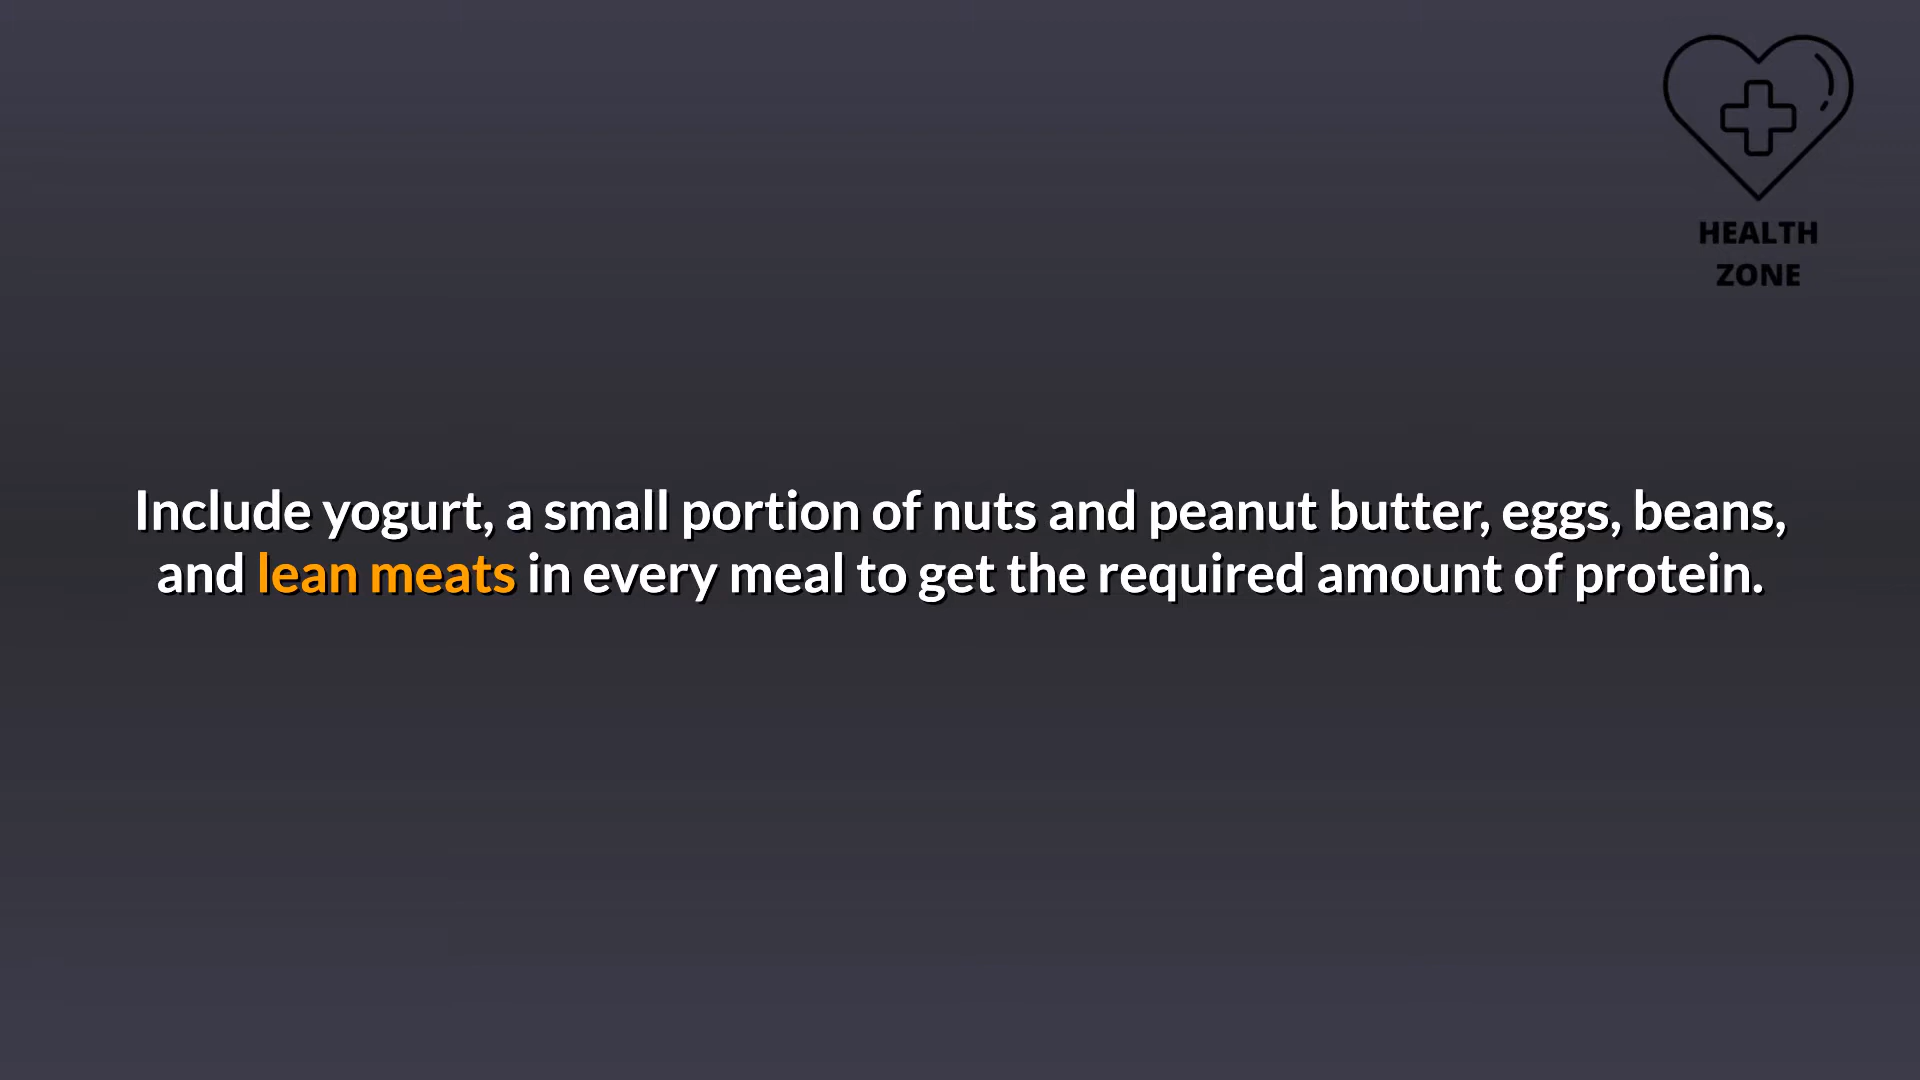 HEALTH
ZONE
Include yogurt, a small portion of nuts and peanut butter, eggs, beans,
and lean meats in every meal to get the required amount of protein.